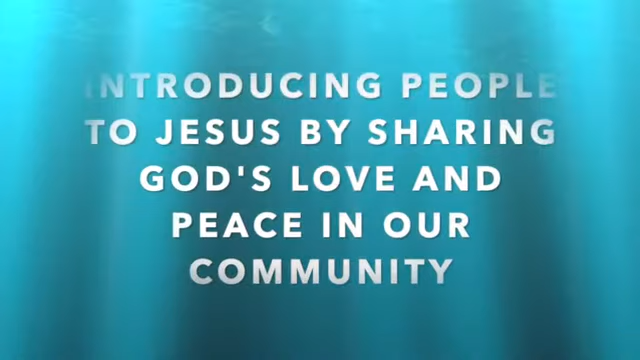 INTRODUCING PEOPLE
TO JESUS BY SHARING
GOD'S LOVE AND
PEACE IN OUR
COMMUNITY